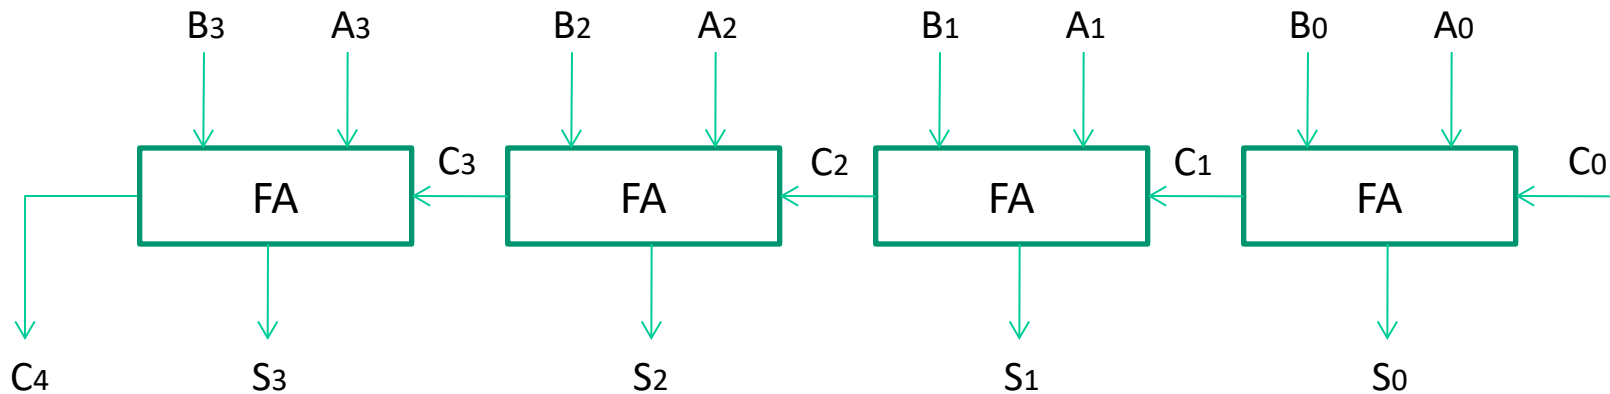 B3 A3 B2 A2 B1 A1 B0 A0
C3 C2 C1 C0
FA FA FA FA
C4 S3 S2 S1 S0